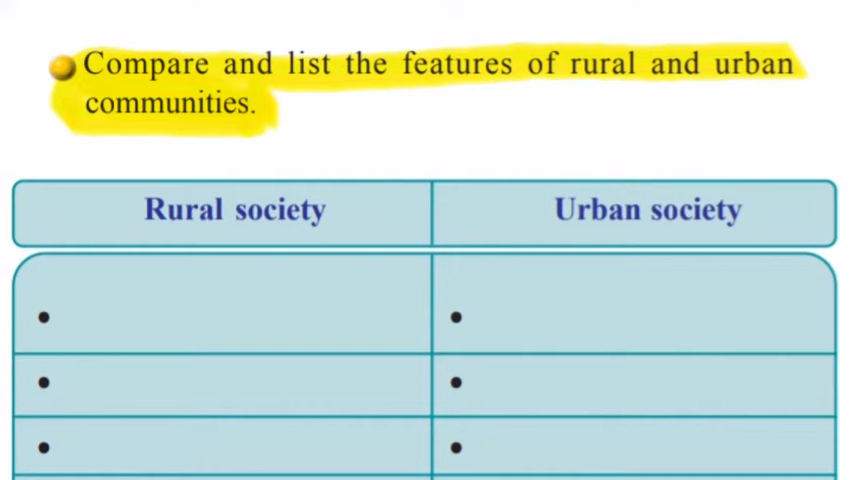 Compare and list the features of rural and urban
communities.
Rural society
Urban society
•
•
•
•
•
•